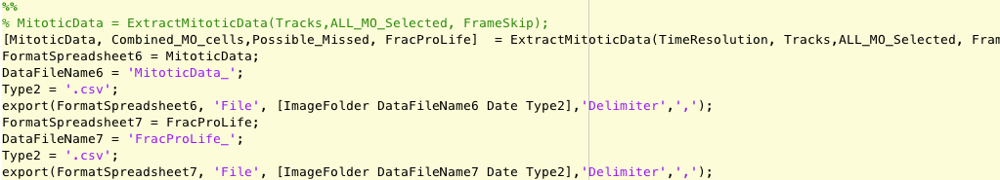 %%
% MitoticData = ExtractMitoticData(Tracks,ALL_MO_Selected, FrameSkip);
[MitoticData, Combined_MO_cells,Possible_Missed, FracProLife]  = ExtractMitoticData(TimeResolution, Tracks,ALL_MO_Selected, Fram
FormatSpreadsheet6 = MitoticData;
DataFileName6 = 'MitoticData_';
Type2 = '.csv';
export(FormatSpreadsheet6, 'File', [ImageFolder DataFileName6 Date Type2],'Delimiter',',');
FormatSpreadsheet7 = FracProLife;
DataFileName7 = 'FracProLife_';
Type2 = '.csv';
export(FormatSpreadsheet7, 'File', [ImageFolder DataFileName7 Date Type2],'Delimiter',',');